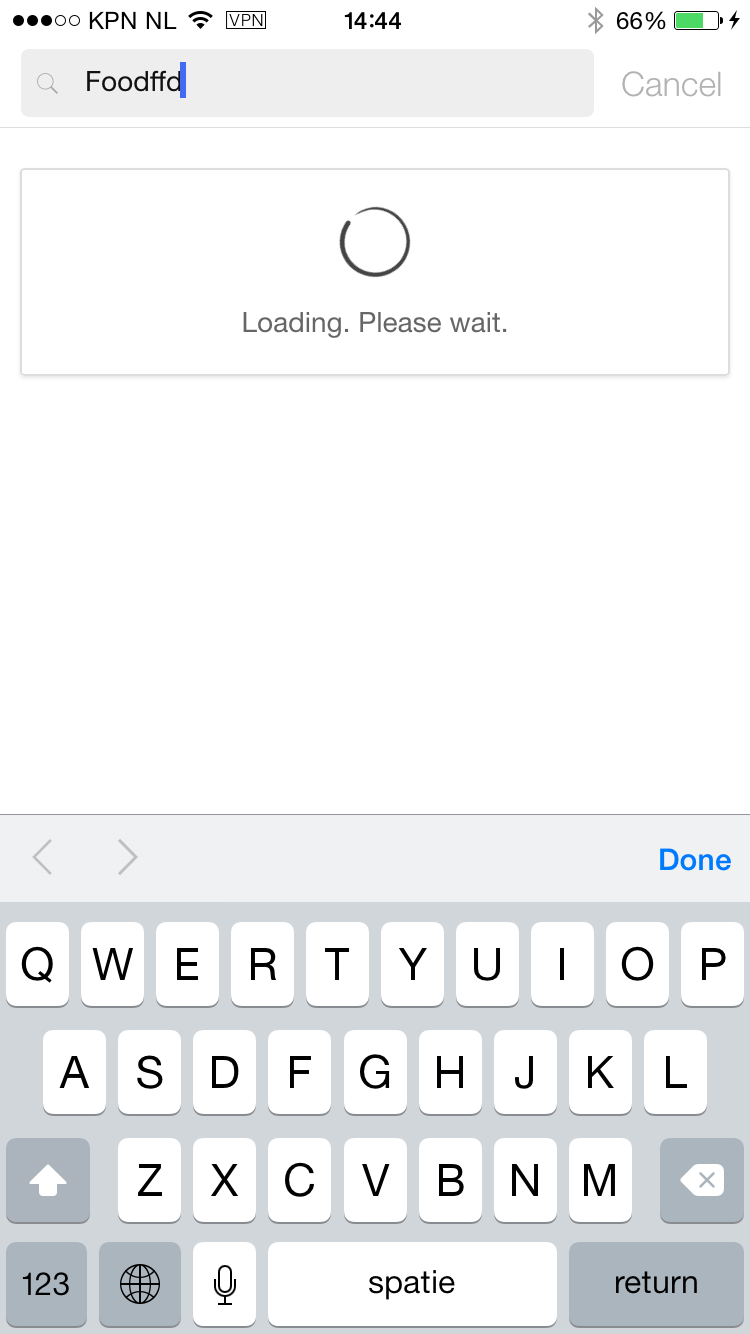 KPN NL VPN 14:44 66%
Foodffd Cancel
Loading. Please wait.
Done
Q W E R T Y U I O P
A S D F G H J K L
Z X C V B N M
123 spatie return